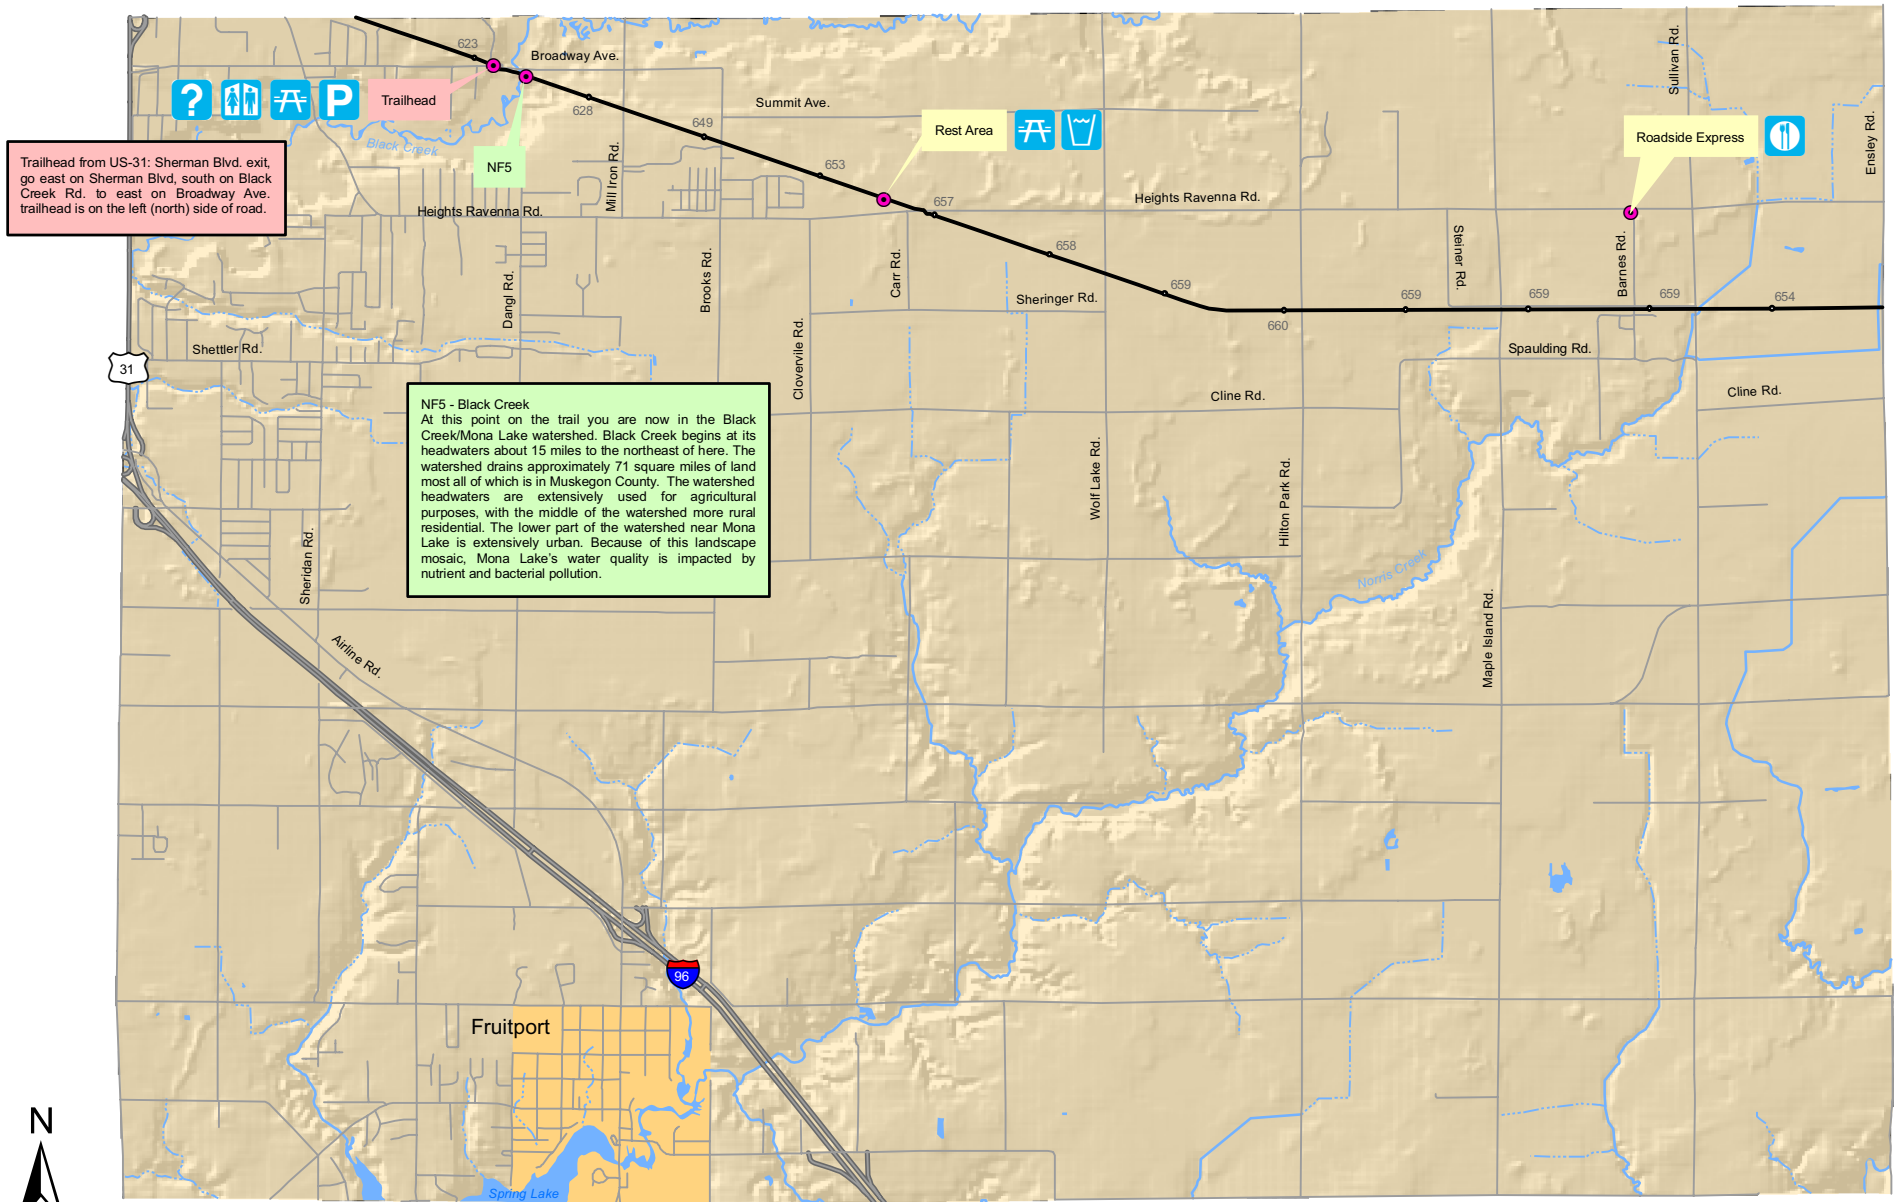 623
Broadway Ave.
Sullivan Rd.
?
P
Trailhead
628
Summit Ave.
649
Rest Area
Roadside Express
Ensley Rd.
Black Creek
NF5
Mill Iron Rd.
653
Trailhead from US-31: Sherman Blvd. exit,
go east on Sherman Blvd, south on Black
Creek Rd. to east on Broadway Ave.
trailhead is on the left (north) side of road.
Heights Ravenna Rd.
657
Heights Ravenna Rd.
658
Steiner Rd.
Barnes Rd.
Dangl Rd.
Brooks Rd.
Carr Rd.
659
Sheringer Rd.
660
659
659
659
654
Clovervile Rd.
Shettler Rd.
31
Spaulding Rd.
Cline Rd.
Cline Rd.
NF5 - Black Creek
At this point on the trail you are now in the Black
Creek/Mona Lake watershed. Black Creek begins at its
headwaters about 15 miles to the northeast of here. The
watershed drains approximately 71 square miles of land
most all of which is in Muskegon County. The watershed
headwaters are extensively used for agricultural
purposes, with the middle of the watershed more rural
residential. The lower part of the watershed near Mona
Lake is extensively urban. Because of this landscape
mosaic, Mona Lake's water quality is impacted by
nutrient and bacterial pollution.
Wolf Lake Rd.
Hilton Park Rd.
Sheridan Rd.
Norris Creek
Maple Island Rd.
Airline Rd.
96
Fruitport
N
Spring Lake